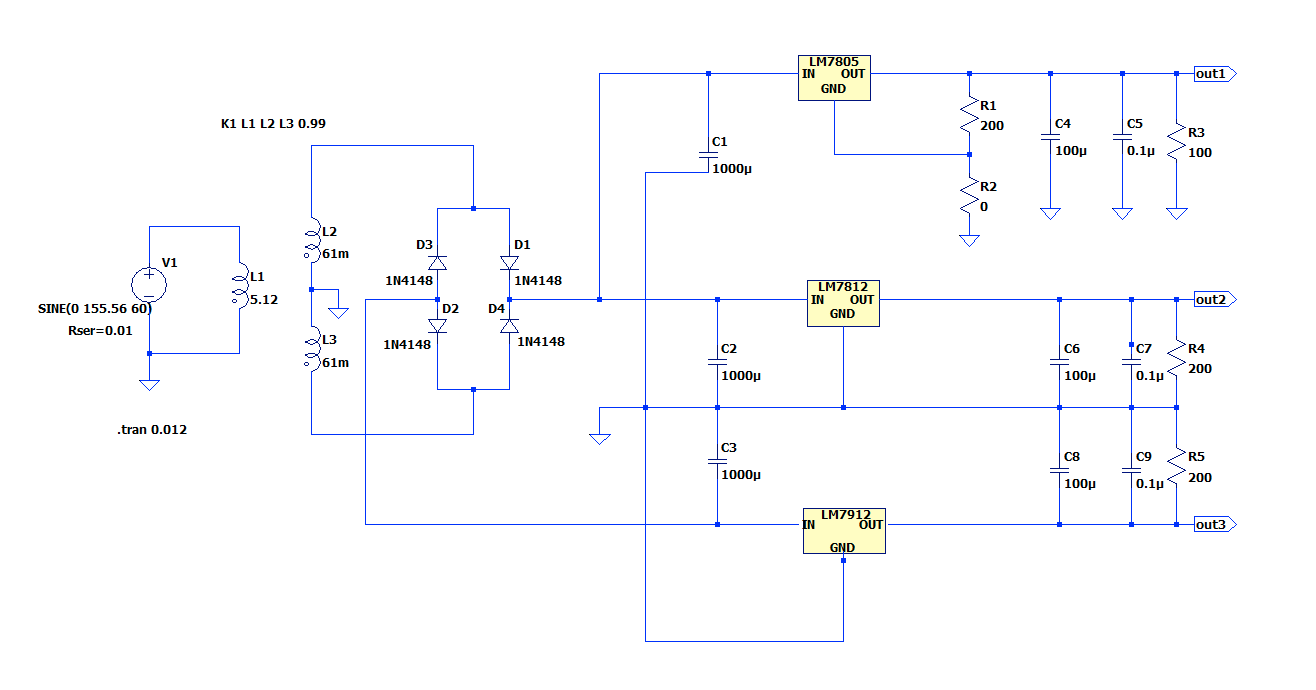 LM7805
IN OUT
GND
out1
K1 L1 L2 L3 0.99
R1
200
C4
100µ
C5
0.1µ
R3
100
C1
1000µ
R2
0
L2
61m
D3
1N4148
D1
1N4148
V1
SINE(0 155.56 60)
Rser=0.01
L1
5.12
LM7812
IN OUT
GND
out2
D2
1N4148
D4
1N4148
L3
61m
C2
1000µ
C6
100µ
C7
0.1µ
R4
200
.tran 0.012
C3
1000µ
C8
100µ
C9
0.1µ
R5
200
LM7912
IN OUT
GND
out3